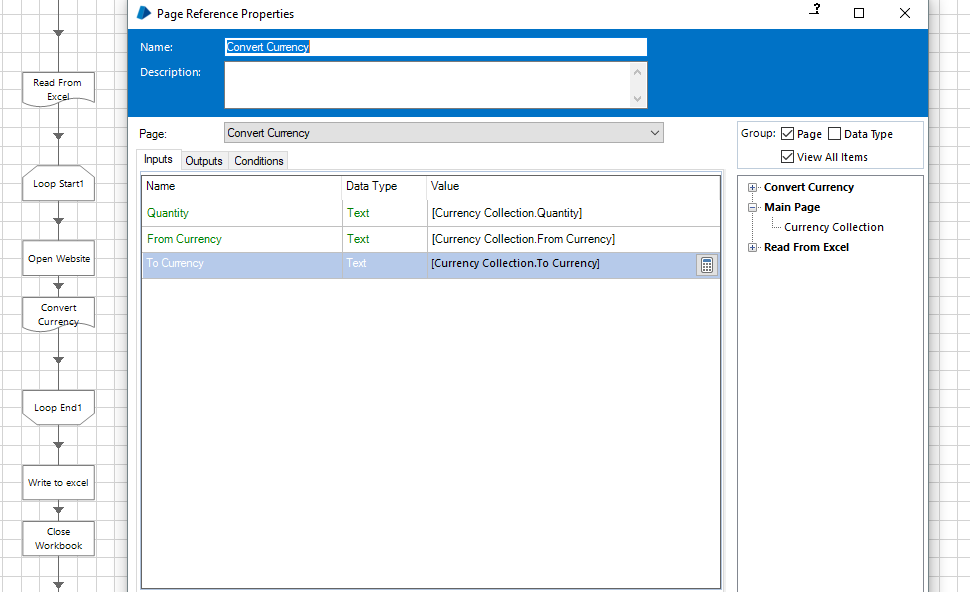 Page Reference Properties
?
Name:
Convert Currency
Description:
Page:
Convert Currency
Group:
Page
Data Type
View All Items
Inputs
Outputs
Conditions
Name
Data Type
Value
Quantity
Text
[Currency Collection.Quantity]
From Currency
Text
[Currency Collection.From Currency]
To Currency
Text
[Currency Collection.To Currency]
Convert Currency
Main Page
Currency Collection
Read From Excel
Read From
Excel
Loop Start1
Open Website
Convert
Currency
Loop End1
Write to excel
Close
Workbook